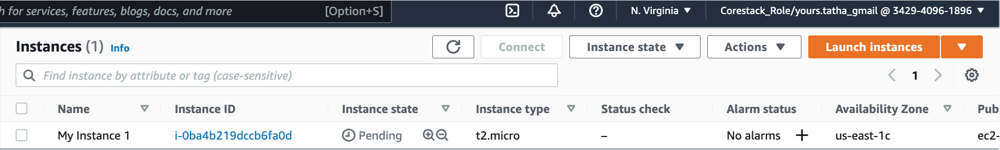 h for services, features, blogs, docs, and more [Option+S] N. Virginia Corestack_Role/yours.tatha_gmail @ 3429-4096-1896
Instances (1) Info Connect Instance state Actions Launch instances
Find instance by attribute or tag (case-sensitive) 1
Name Instance ID Instance state Instance type Status check Alarm status Availability Zone Pub
My Instance 1 i-0ba4b219dccb6fa0d Pending t2.micro – No alarms + us-east-1c ec2-